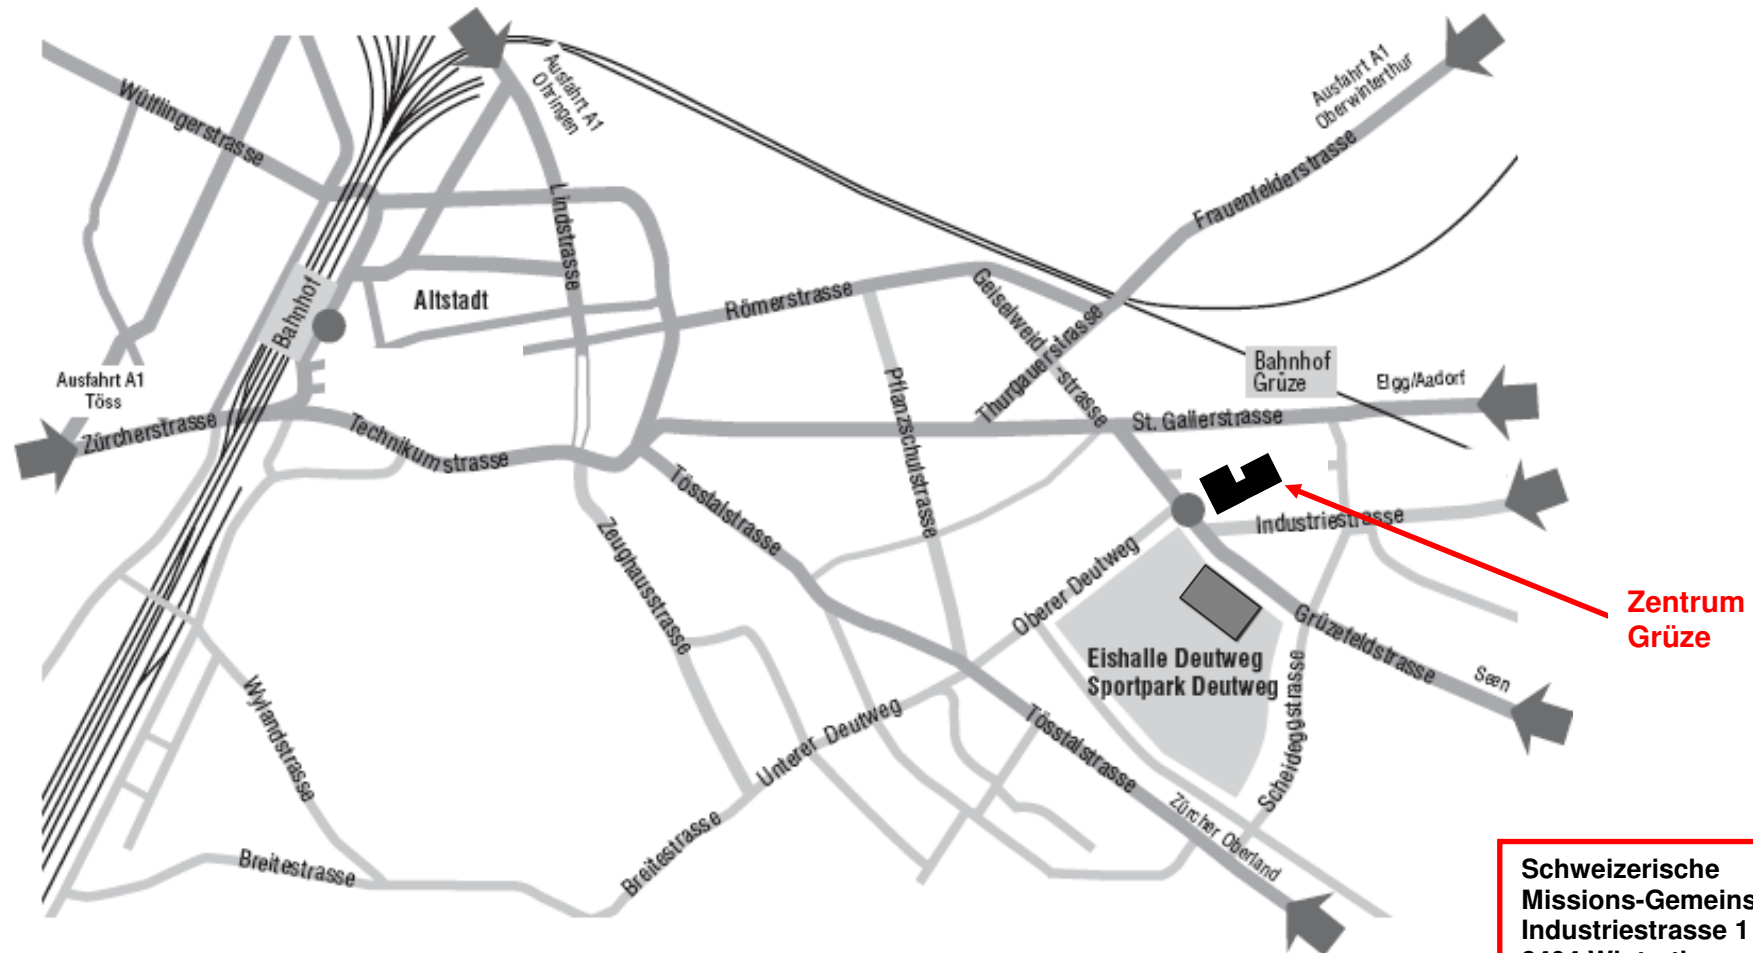 Ausfahrt A1
Ohringen
Ausfahrt A1
Oberwinterthur
Wülflingerstrasse
Lindstrasse
Frauenfelderstrasse
Bahnhof
Altstadt
Römerstrasse
Geiselweid
strasse
Thurgauerstrasse
Bahnhof
Grüze
Elgg/Aadorf
Ausfahrt A1
Töss
Zürcherstrasse
Technikumstrasse
St. Gallerstrasse
Pflanzschulstrasse
Tösstalstrasse
Zeughausstrasse
Industriestrasse
Oberer Deutweg
Zentrum
Grüze
Grüzefeldstrasse
Eishalle Deutweg
Sportpark Deutweg
Seen
Scheideggstrasse
Wylandstrasse
Unterer Deutweg
Tösstalstrasse
Zürcher Oberland
Breitestrasse
Breitestrasse
Schweizerische
Missions-Gemeins
Industriestrasse 1